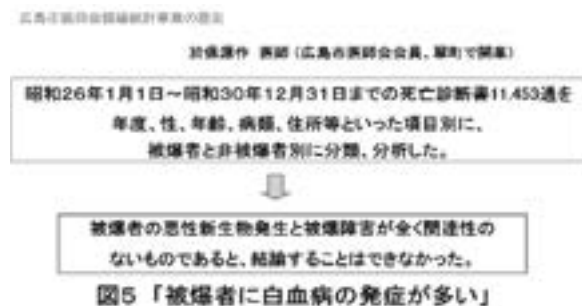 広島市医師会腫瘍統計事業の歴史
於保源作 医師（広島市医師会会員、翠町で開業）
昭和26年1月1日～昭和30年12月31日までの死亡診断書11,453通を
年度、性、年齢、病類、住所等といった項目別に、
被爆者と非被爆者別に分類、分析した。
被爆者の悪性新生物発生と被爆障害が全く関連性の
ないものであると、結論することはできなかった。
図5 「被爆者に白血病の発症が多い」